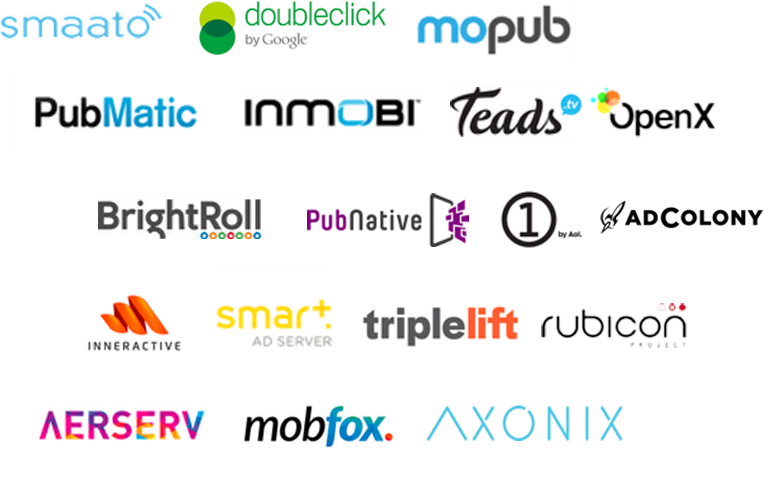 smaato
doubleclick
by Google
mopub
PubMatic
INMOBI
Teads
.tv
OpenX
BrightRoll
PubNative
1
by Aol.
ADCOLONY
INNERACTIVE
smart
AD SERVER
triplelift
rubicon
PROJECT
AERSERV
mobfox.
AXONIX